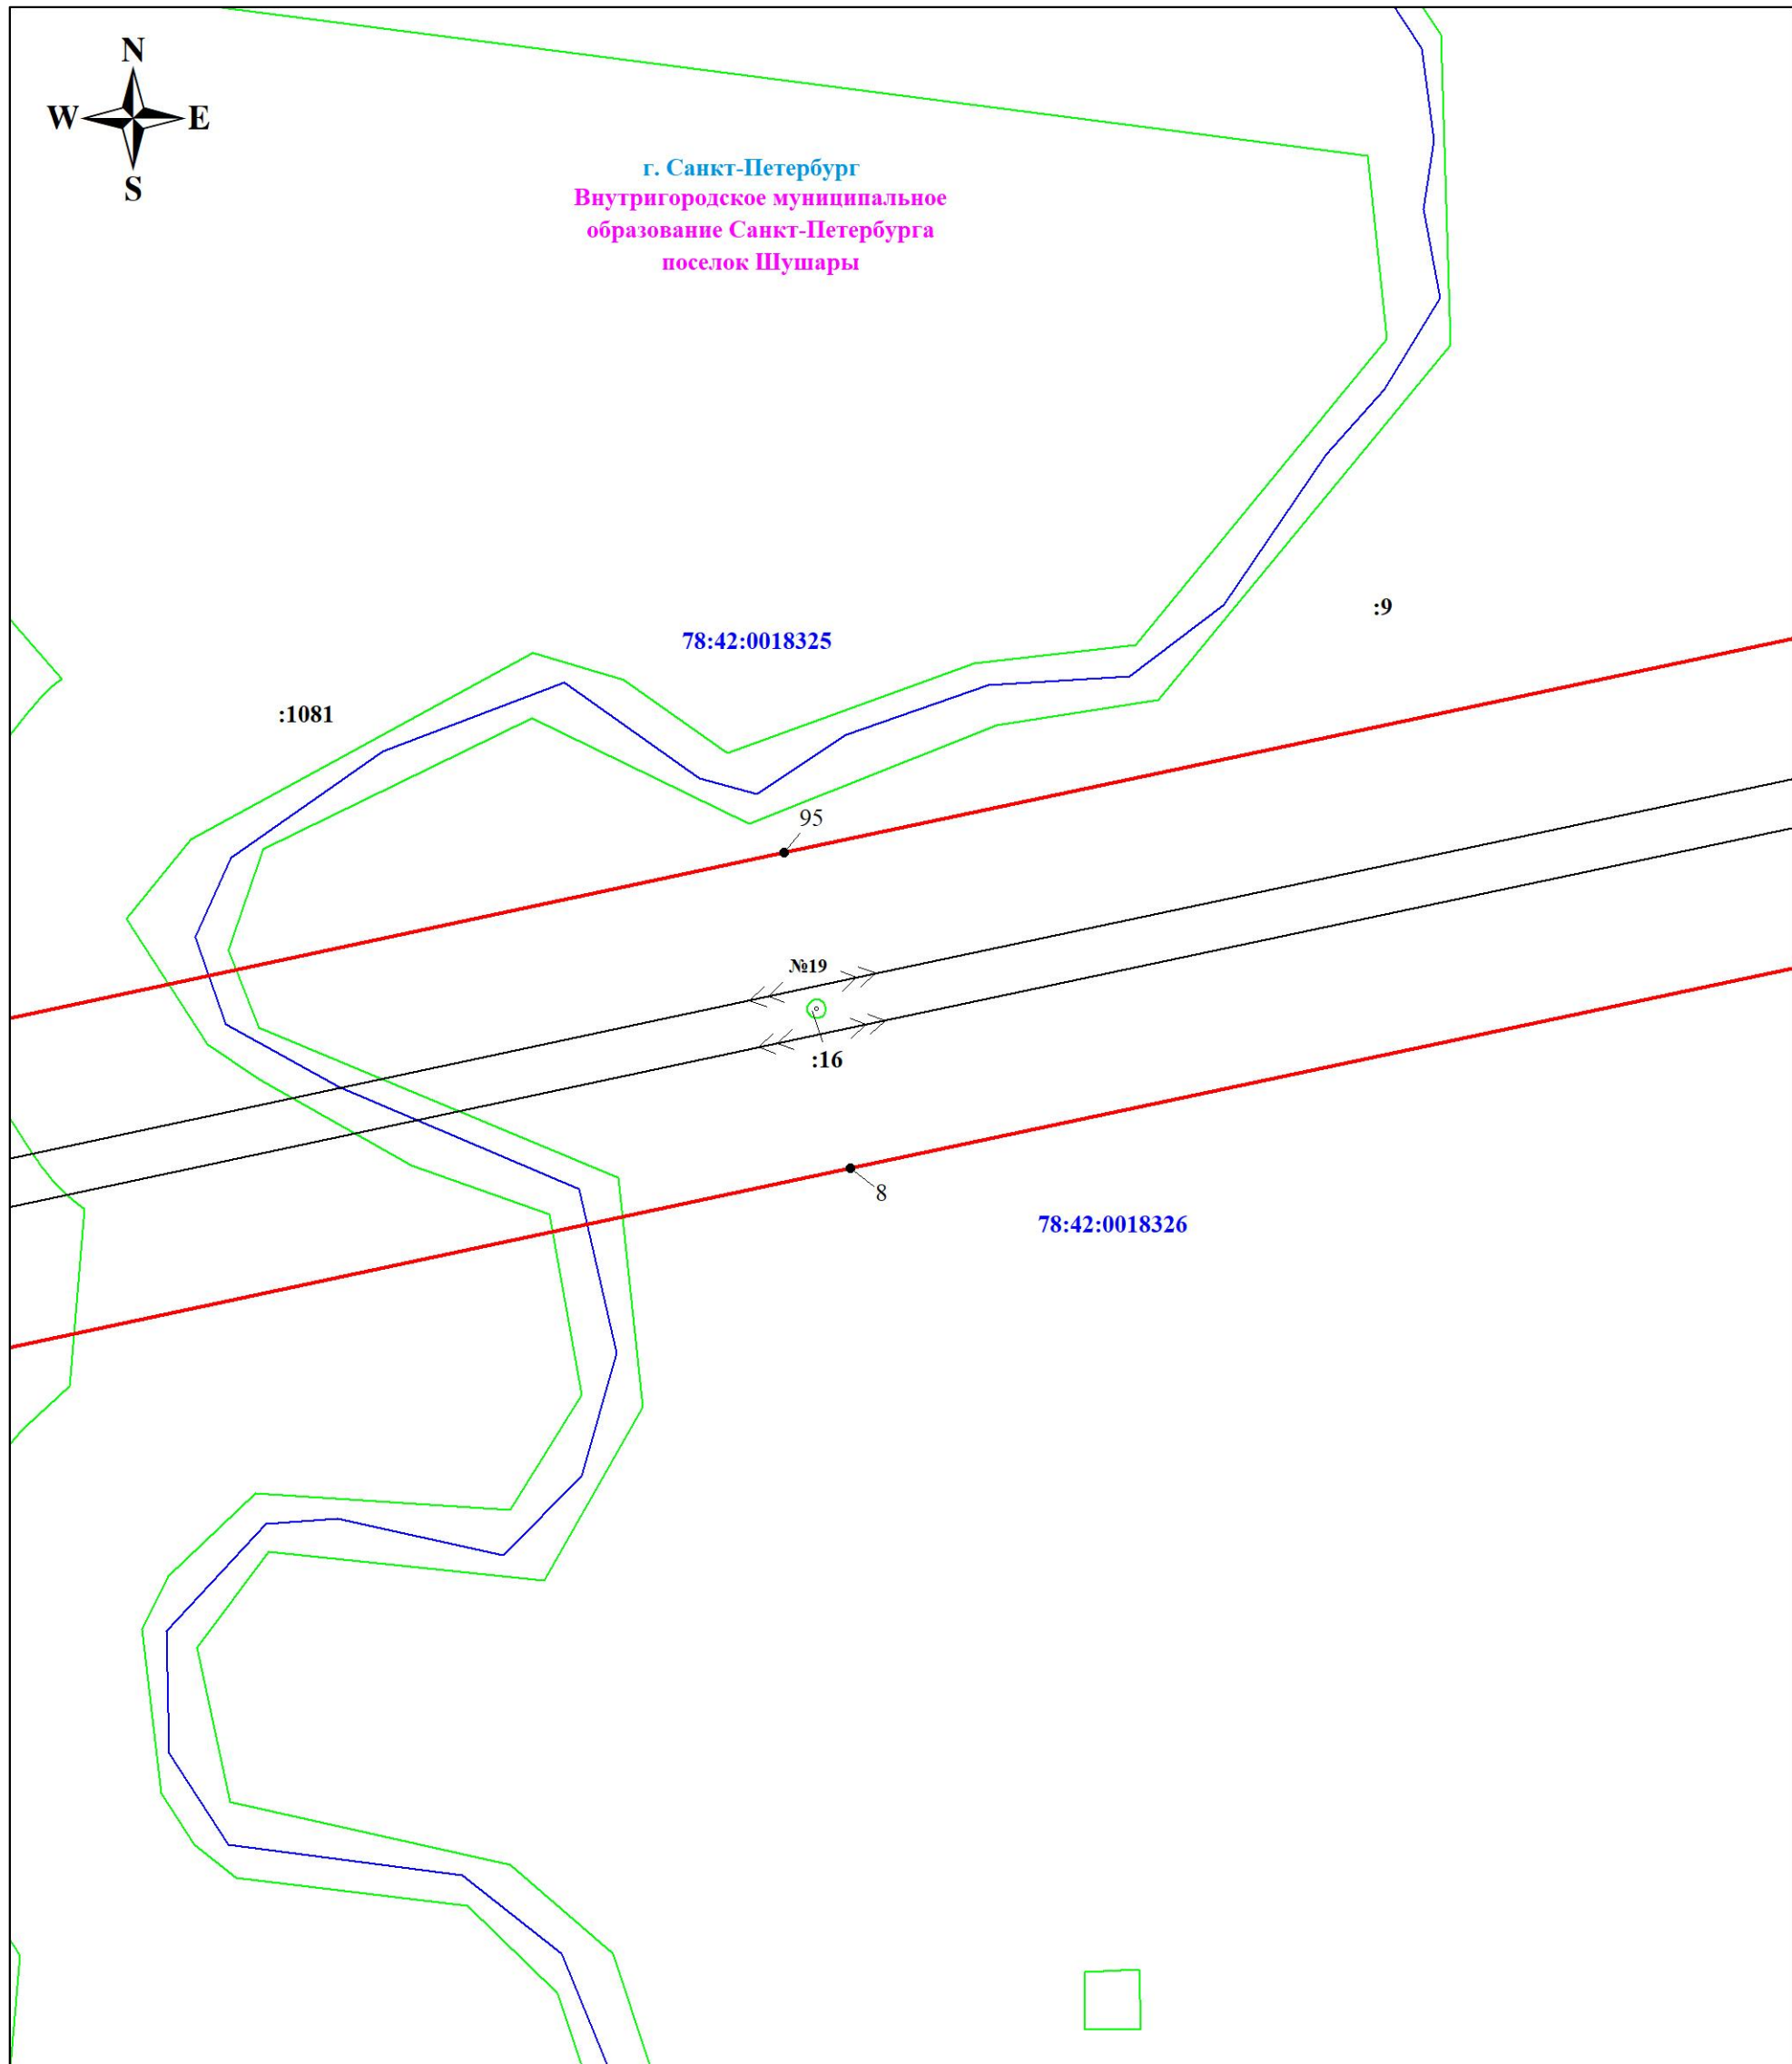 N
W E
S
г. Санкт-Петербург
Внутригородское муниципальное
образование Санкт-Петербурга
поселок Шушары
:9
78:42:0018325
:1081
95
№19
:16
8
78:42:0018326